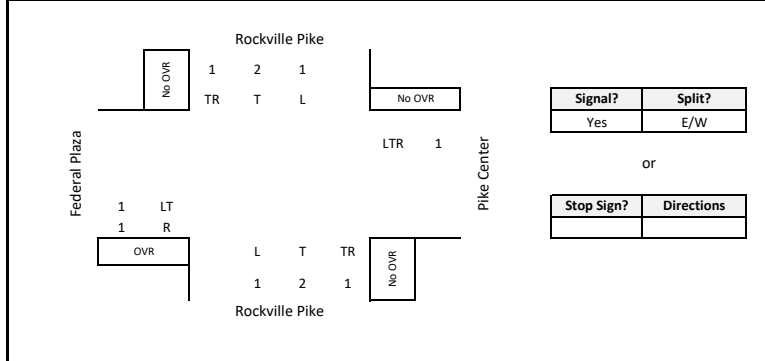 Rockville Pike
No OVR
1 2 1
TR T L
No OVR
Signal? Split?
Yes E/W
LTR 1
or
Federal Plaza
Pike Center
Stop Sign? Directions
1 LT
1 R
OVR
L T TR
No OVR
1 2 1
Rockville Pike